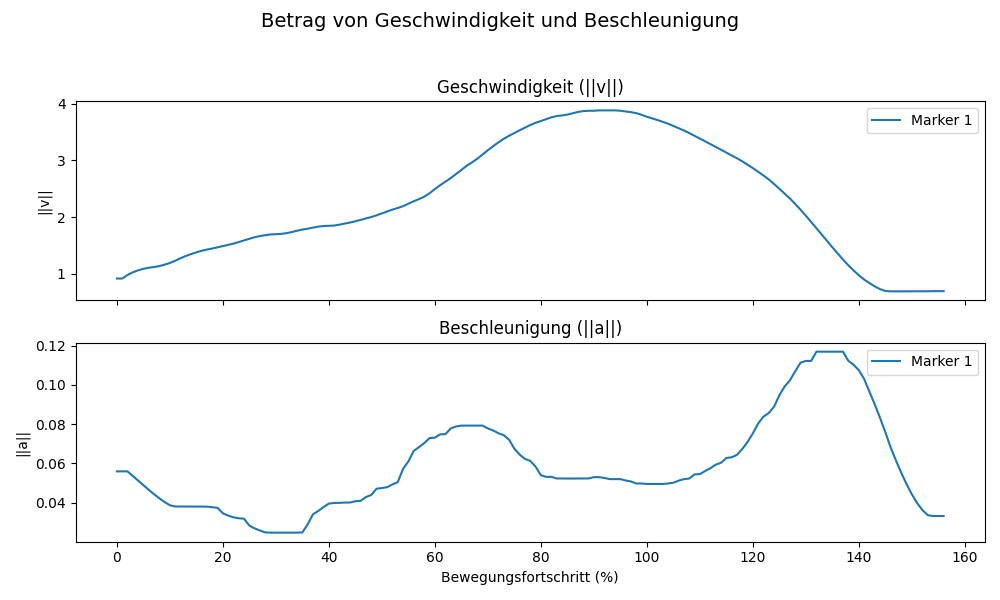 Betrag von Geschwindigkeit und Beschleunigung
Geschwindigkeit (||v||)
4
3
2
1
||v||
Marker 1
Beschleunigung (||a||)
0.12
0.10
0.08
0.06
0.04
||a||
Marker 1
0 20 40 60 80 100 120 140 160
Bewegungsfortschritt (%)